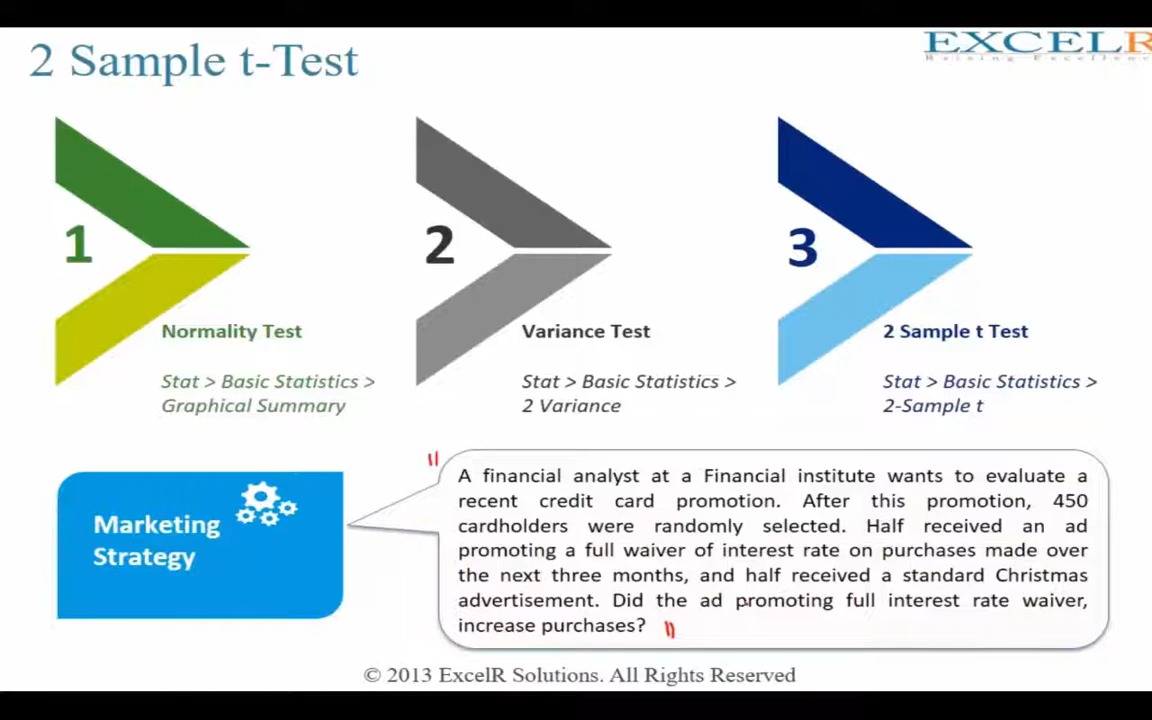 2 Sample t-Test
EXCELR
Raising Excellence
1
2
3
Normality Test
Stat > Basic Statistics >
Graphical Summary
Variance Test
Stat > Basic Statistics >
2 Variance
2 Sample t Test
Stat > Basic Statistics >
2-Sample t
Marketing
Strategy
A financial analyst at a Financial institute wants to evaluate a
recent credit card promotion. After this promotion, 450
cardholders were randomly selected. Half received an ad
promoting a full waiver of interest rate on purchases made over
the next three months, and half received a standard Christmas
advertisement. Did the ad promoting full interest rate waiver,
increase purchases?
© 2013 ExcelR Solutions. All Rights Reserved